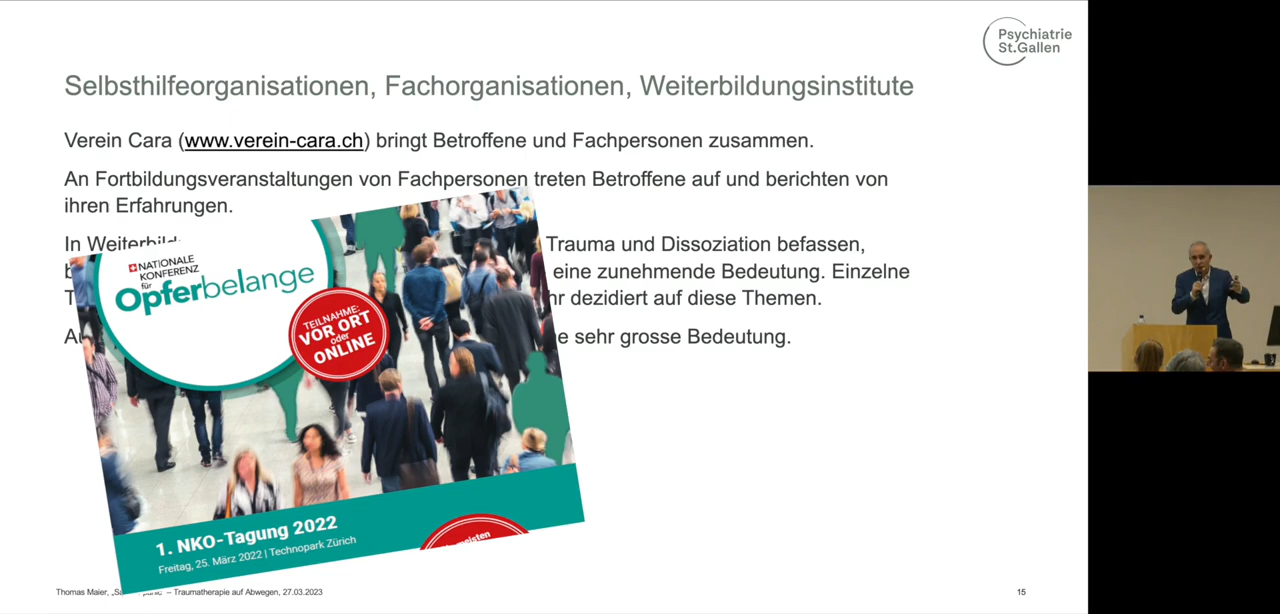 Psychiatrie
St.Gallen
Selbsthilfeorganisationen, Fachorganisationen, Weiterbildungsinstitute
Verein Cara (www.verein-cara.ch) bringt Betroffene und Fachpersonen zusammen.
An Fortbildungsveranstaltungen von Fachpersonen treten Betroffene auf und berichten von
ihren Erfahrungen.
In Trauma und Dissoziation befassen,
eine zunehmende Bedeutung. Einzelne
dezidiert auf diese Themen.
sehr grosse Bedeutung.
NATIONALE
KONFERENZ
für
Opferbelange
TEILNAHME:
VOR ORT
oder
ONLINE
1. NKO-Tagung 2022
Freitag, 25. März 2022 | Technopark Zürich
Thomas Maier, – Traumatherapie auf Abwegen, 27.03.2023
15